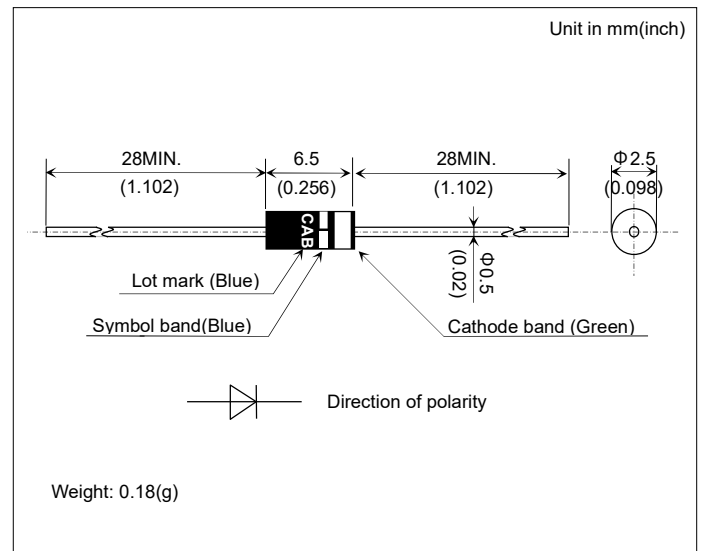 Unit in mm(inch)
28MIN. 6.5 28MIN. Φ2.5
(1.102) (0.256) (1.102) (0.098)
CAB
Φ0.5
(0.02)
Lot mark (Blue)
Symbol band(Blue) Cathode band (Green)
Direction of polarity
Weight: 0.18(g)